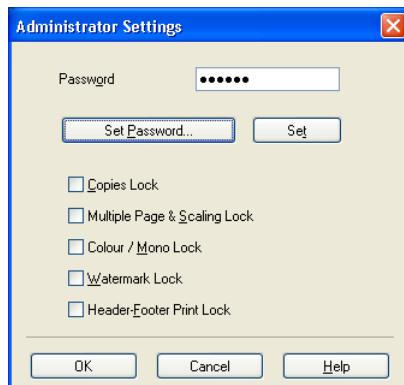 Administrator Settings
Password ●●●●●●
Set Password... Set
Copies Lock
Multiple Page & Scaling Lock
Colour / Mono Lock
Watermark Lock
Header-Footer Print Lock
OK Cancel Help